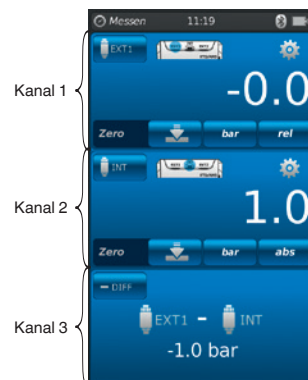 Messen 11:19
Kanal 1
EXT1
-0.0
Zero bar rel
Kanal 2
INT
1.0
Zero bar abs
Kanal 3
DIFF
EXT1 - INT
-1.0 bar